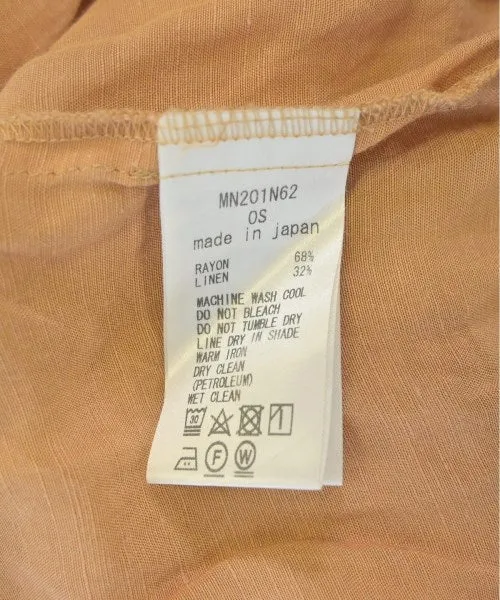 MN201N62
OS
made in japan
RAYON 68%
LINEN 32%
MACHINE WASH COOL
DO NOT BLEACH
DO NOT TUMBLE DRY
LINE DRY IN SHADE
WARM IRON
DRY CLEAN
(PETROLEUM)
WET CLEAN
30
F W